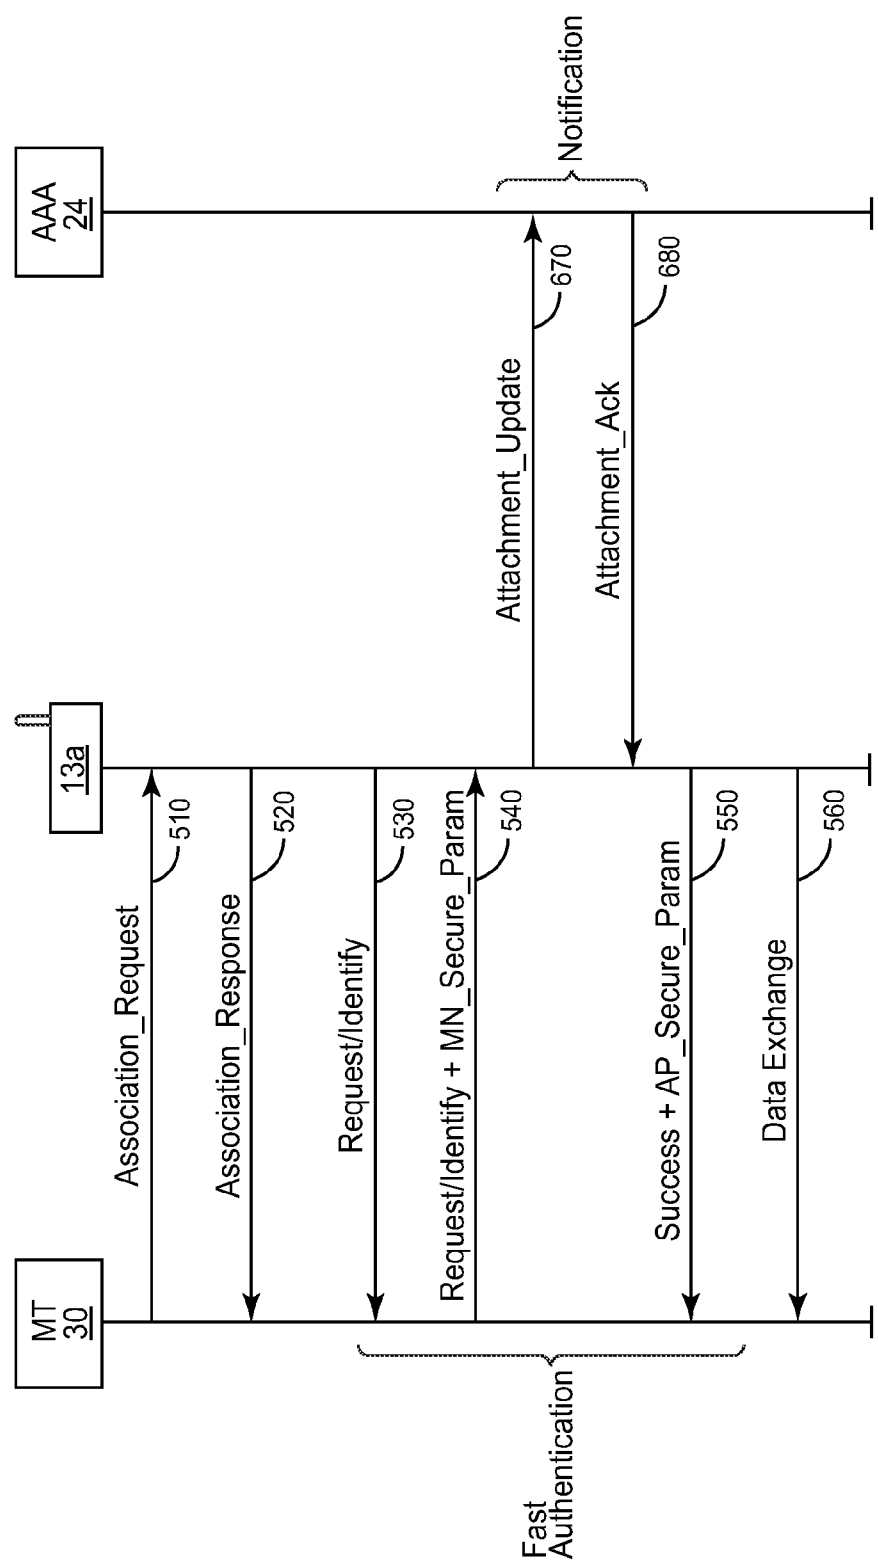 MT
30
13a
AAA
24
Association_Request
510
Association_Response
520
Request/Identify
530
Request/Identify + MN_Secure_Param
540
Attachment_Update
670
Attachment_Ack
680
Notification
Success + AP_Secure_Param
550
Data Exchange
560
Fast
Authentication